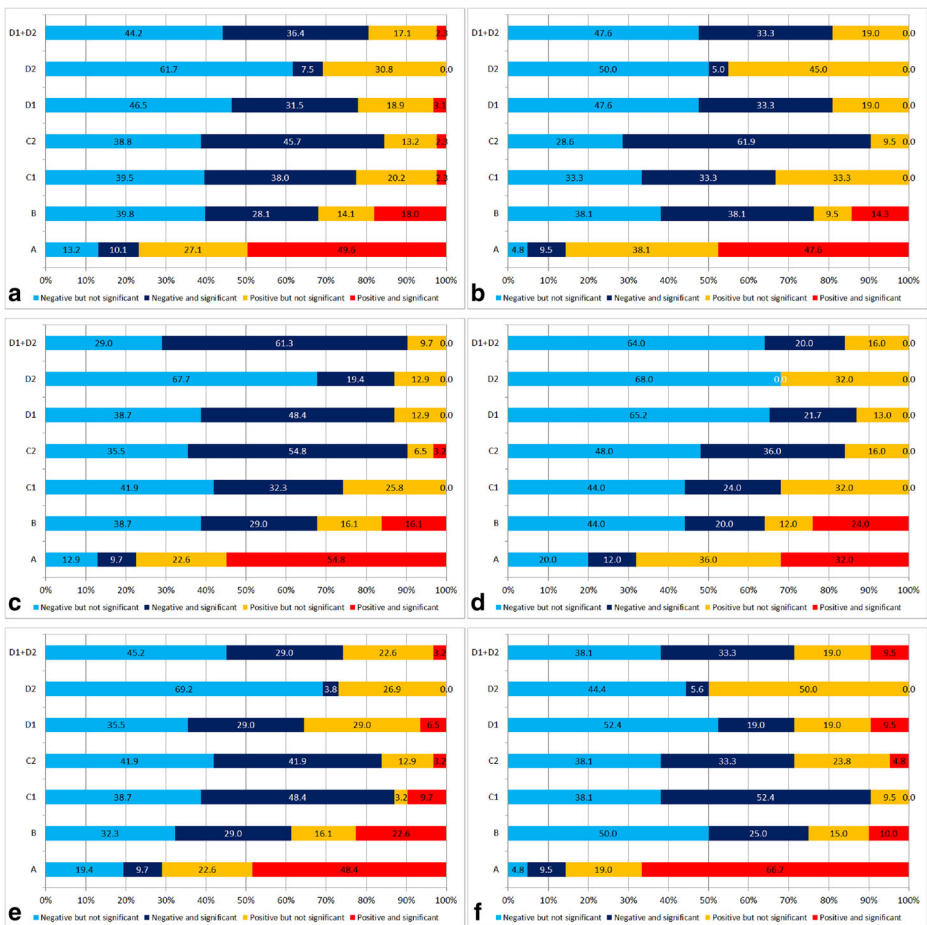 D1+D2 44.2 36.4 17.1 2.3
D2 61.7 7.5 30.8 0.0
D1 46.5 31.5 18.9 3.1
C2 38.8 45.7 13.2 2.3
C1 39.5 38.0 20.2 2.3
B 39.8 28.1 14.1 18.0
A 13.2 10.1 27.1 49.6
0% 10% 20% 30% 40% 50% 60% 70% 80% 90% 100%
a Negative but not significant Negative and significant Positive but not significant Positive and significant
D1+D2 47.6 33.3 19.0 0.0
D2 50.0 5.0 45.0 0.0
D1 47.6 33.3 19.0 0.0
C2 28.6 61.9 9.5 0.0
C1 33.3 33.3 33.3 0.0
B 38.1 38.1 9.5 14.3
A 4.8 9.5 38.1 47.6
0% 10% 20% 30% 40% 50% 60% 70% 80% 90% 100%
b Negative but not significant Negative and significant Positive but not significant Positive and significant
D1+D2 29.0 61.3 9.7 0.0
D2 67.7 19.4 12.9 0.0
D1 38.7 48.4 12.9 0.0
C2 35.5 54.8 6.5 3.2
C1 41.9 32.3 25.8 0.0
B 38.7 29.0 16.1 16.1
A 12.9 9.7 22.6 54.8
0% 10% 20% 30% 40% 50% 60% 70% 80% 90% 100%
c Negative but not significant Negative and significant Positive but not significant Positive and significant
D1+D2 64.0 20.0 16.0 0.0
D2 68.0 0.0 32.0 0.0
D1 65.2 21.7 13.0 0.0
C2 48.0 36.0 16.0 0.0
C1 44.0 24.0 32.0 0.0
B 44.0 20.0 12.0 24.0
A 20.0 12.0 36.0 32.0
0% 10% 20% 30% 40% 50% 60% 70% 80% 90% 100%
d Negative but not significant Negative and significant Positive but not significant Positive and significant
D1+D2 45.2 29.0 22.6 3.2
D2 69.2 3.8 26.9 0.0
D1 35.5 29.0 29.0 6.5
C2 41.9 41.9 12.9 3.2
C1 38.7 48.4 3.2 9.7
B 32.3 29.0 16.1 22.6
A 19.4 9.7 22.6 48.4
0% 10% 20% 30% 40% 50% 60% 70% 80% 90% 100%
e Negative but not significant Negative and significant Positive but not significant Positive and significant
D1+D2 38.1 33.3 19.0 9.5
D2 44.4 5.6 50.0 0.0
D1 52.4 19.0 19.0 9.5
C2 38.1 33.3 23.8 4.8
C1 38.1 52.4 9.5 0.0
B 50.0 25.0 15.0 10.0
A 4.8 9.5 19.0 66.7
0% 10% 20% 30% 40% 50% 60% 70% 80% 90% 100%
f Negative but not significant Negative and significant Positive but not significant Positive and significant